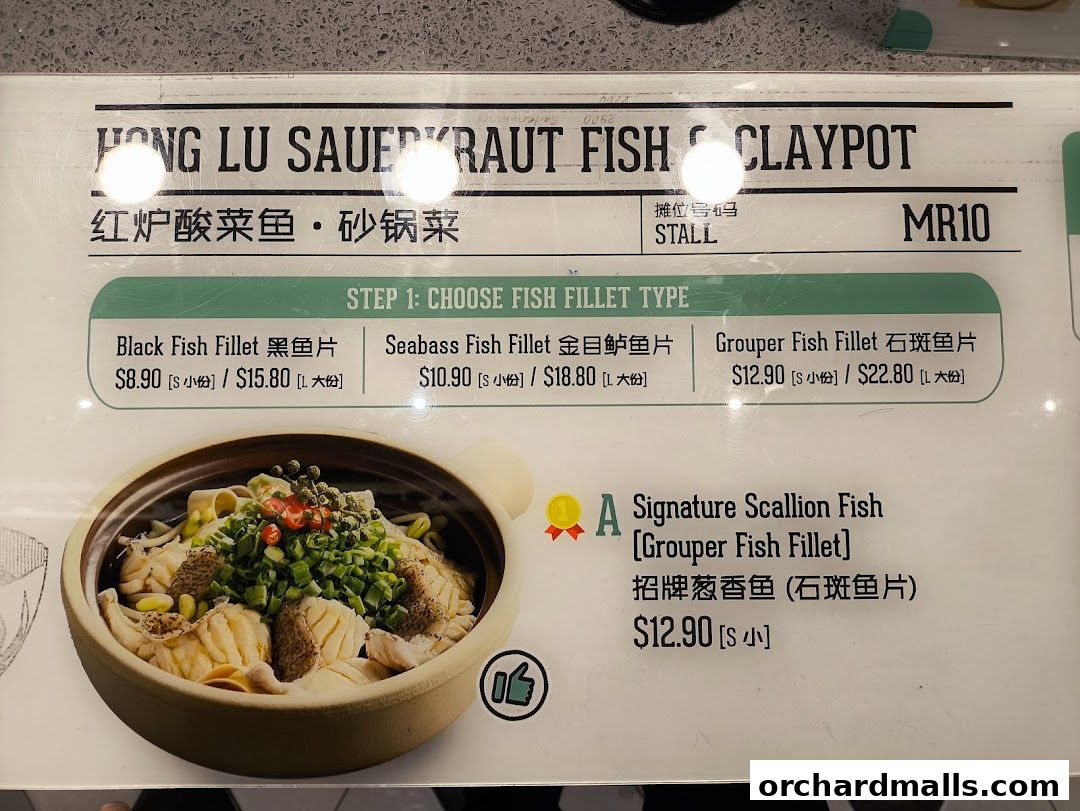 HONG LU SAUERKRAUT FISH & CLAYPOT
红炉酸菜鱼·砂锅菜
摊位号码
STALL
MR10
STEP 1: CHOOSE FISH FILLET TYPE
Black Fish Fillet 黑鱼片
$8.90 [S 小份] / $15.80 [L 大份]
Seabass Fish Fillet 金目鲈鱼片
$10.90 [S 小份] / $18.80 [L 大份]
Grouper Fish Fillet 石斑鱼片
$12.90 [S 小份] / $22.80 [L 大份]
1
A
Signature Scallion Fish
[Grouper Fish Fillet]
招牌葱香鱼 (石斑鱼片)
$12.90 [S 小]
orchardmalls.com